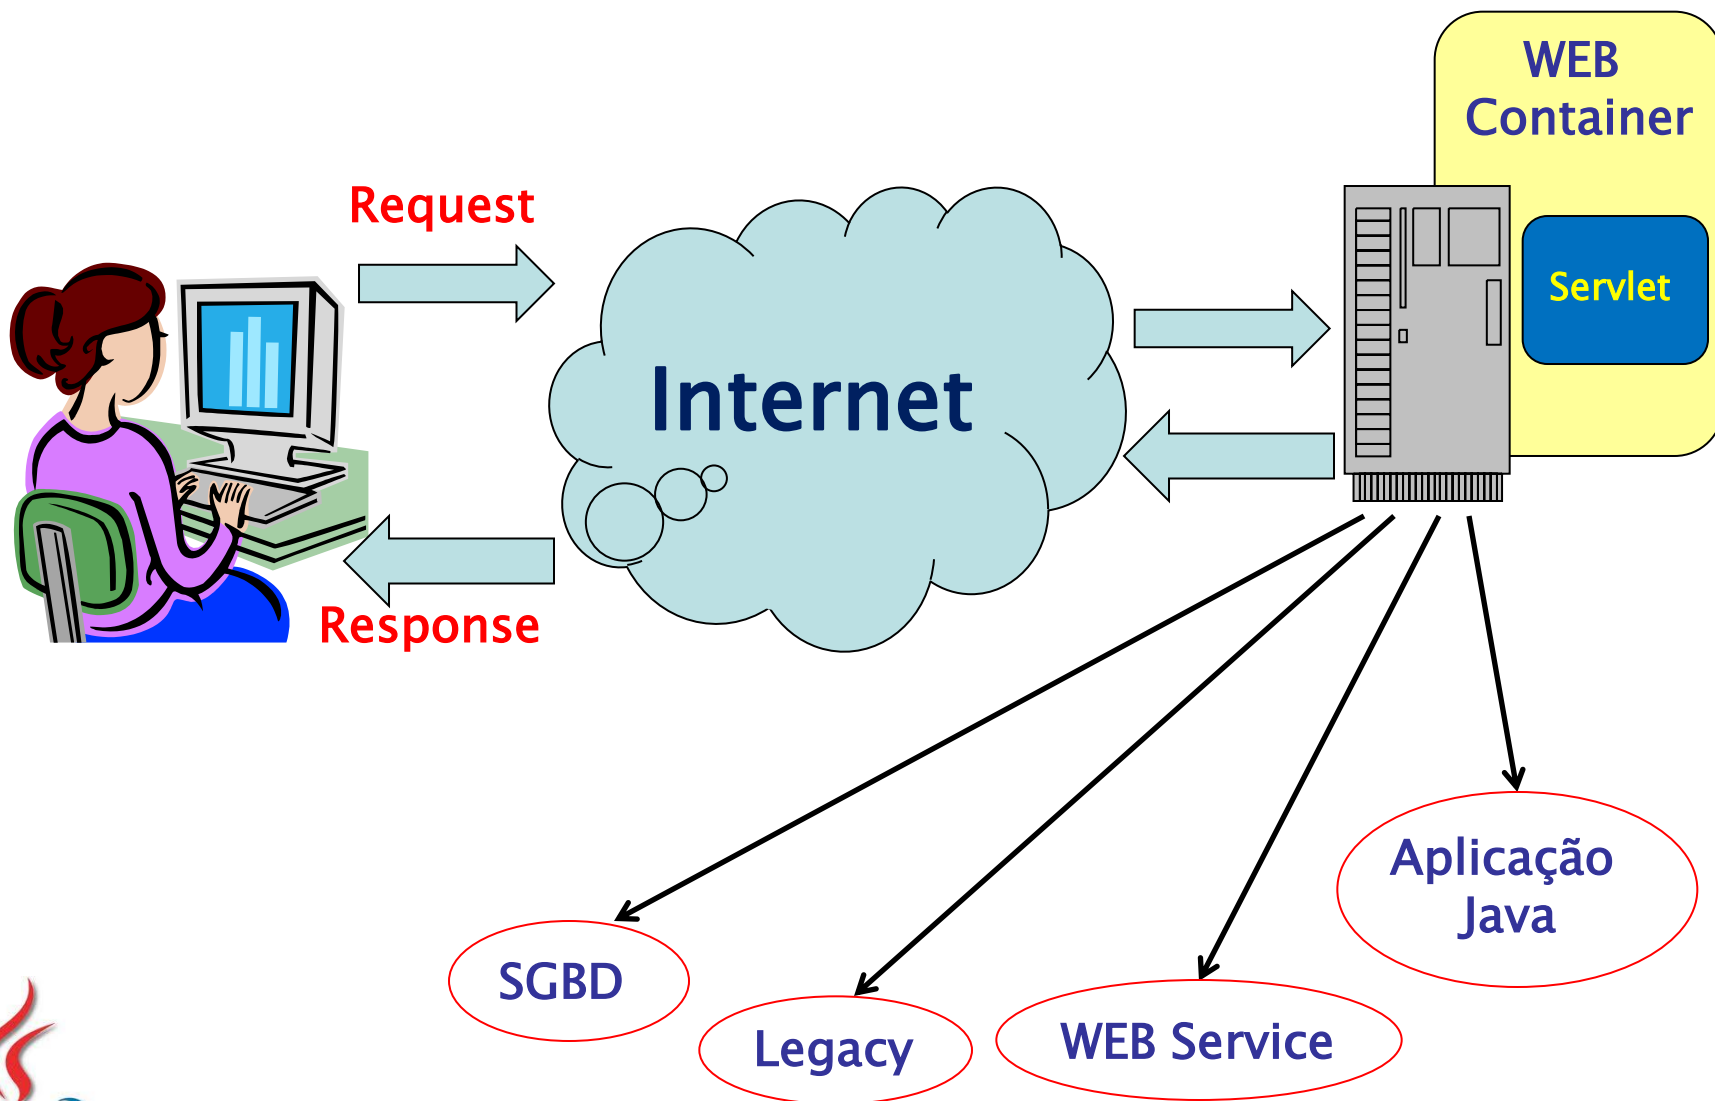 WEB
Container
Request
Servlet
Internet
Response
Aplicação
Java
SGBD
Legacy
WEB Service